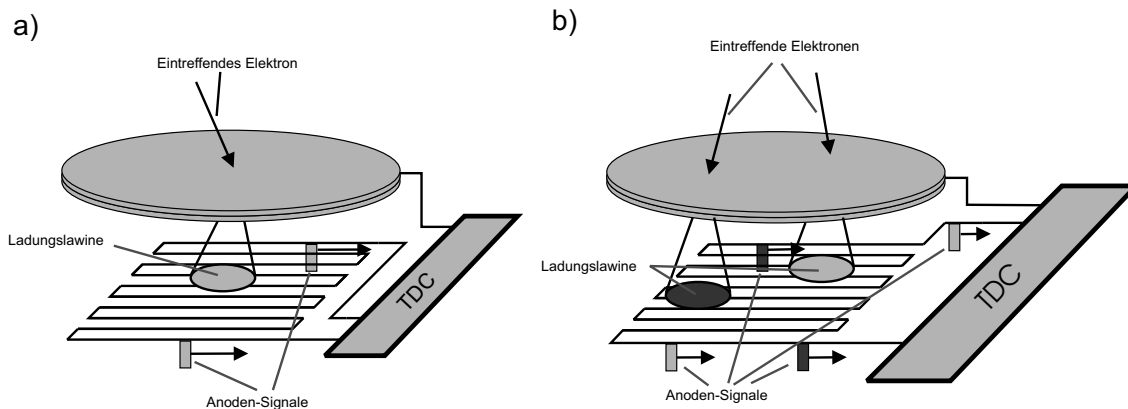 a)
Eintreffendes Elektron
Ladungslawine
TDC
Anoden-Signale
b)
Eintreffende Elektronen
Ladungslawine
TDC
Anoden-Signale